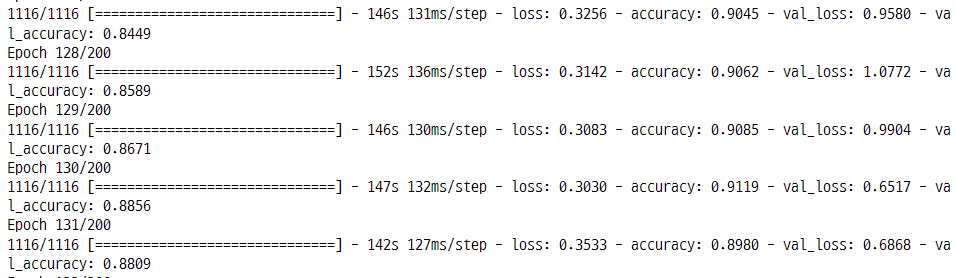 1116/1116 [==============================] - 146s 131ms/step - loss: 0.3256 - accuracy: 0.9045 - val_loss: 0.9580 - va
l_accuracy: 0.8449
Epoch 128/200
1116/1116 [==============================] - 152s 136ms/step - loss: 0.3142 - accuracy: 0.9062 - val_loss: 1.0772 - va
l_accuracy: 0.8589
Epoch 129/200
1116/1116 [==============================] - 146s 130ms/step - loss: 0.3083 - accuracy: 0.9085 - val_loss: 0.9904 - va
l_accuracy: 0.8671
Epoch 130/200
1116/1116 [==============================] - 147s 132ms/step - loss: 0.3030 - accuracy: 0.9119 - val_loss: 0.6517 - va
l_accuracy: 0.8856
Epoch 131/200
1116/1116 [==============================] - 142s 127ms/step - loss: 0.3533 - accuracy: 0.8980 - val_loss: 0.6868 - va
l_accuracy: 0.8809